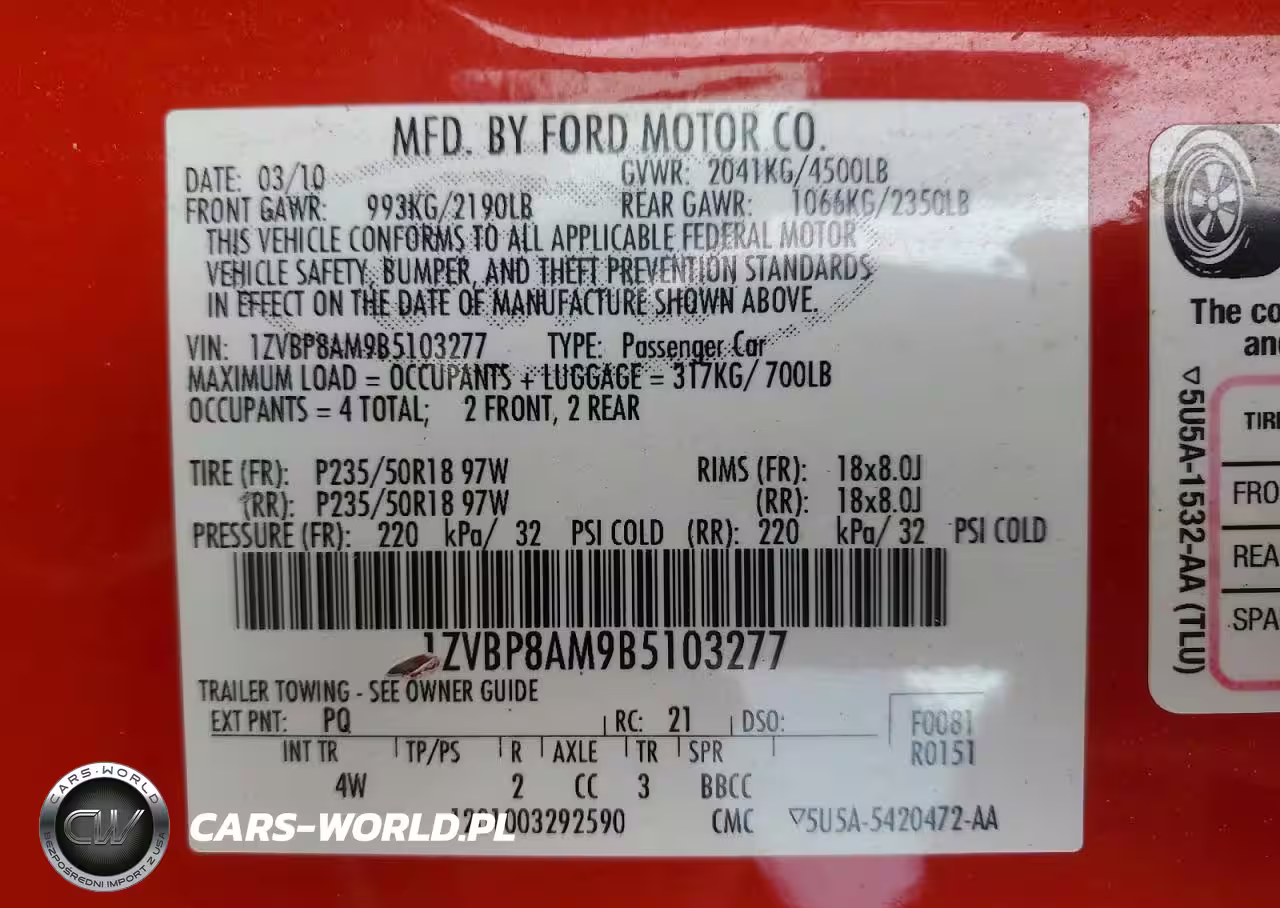 MFD. BY FORD MOTOR CO.
DATE: 03/10 GVWR: 2041KG/4500LB
FRONT GAWR: 993KG/2190LB REAR GAWR: 1066KG/2350LB
THIS VEHICLE CONFORMS TO ALL APPLICABLE FEDERAL MOTOR
VEHICLE SAFETY, BUMPER, AND THEFT PREVENTION STANDARDS
IN EFFECT ON THE DATE OF MANUFACTURE SHOWN ABOVE.
VIN: 1ZVBP8AM9B5103277 TYPE: Passenger Car
MAXIMUM LOAD = OCCUPANTS + LUGGAGE = 317KG/ 700LB
OCCUPANTS = 4 TOTAL; 2 FRONT, 2 REAR
TIRE (FR): P235/50R18 97W RIMS (FR): 18x8.0J
(RR): P235/50R18 97W (RR): 18x8.0J
PRESSURE (FR): 220 kPa/ 32 PSI COLD (RR): 220 kPa/ 32 PSI COLD
1ZVBP8AM9B5103277
TRAILER TOWING - SEE OWNER GUIDE
EXT PNT: PQ RC: 21 DSO: F0081
INT TR TP/PS R AXLE TR SPR R0151
4W 2 CC 3 BBCC
CMC ▽5U5A-5420472-AA
The co
an
▽5U5A-1532-AA (TLU)
TIR
FRO
REA
SPA
CARS-WORLD
CW
BEZPOŚREDNI IMPORT Z USA
CARS-WORLD.PL